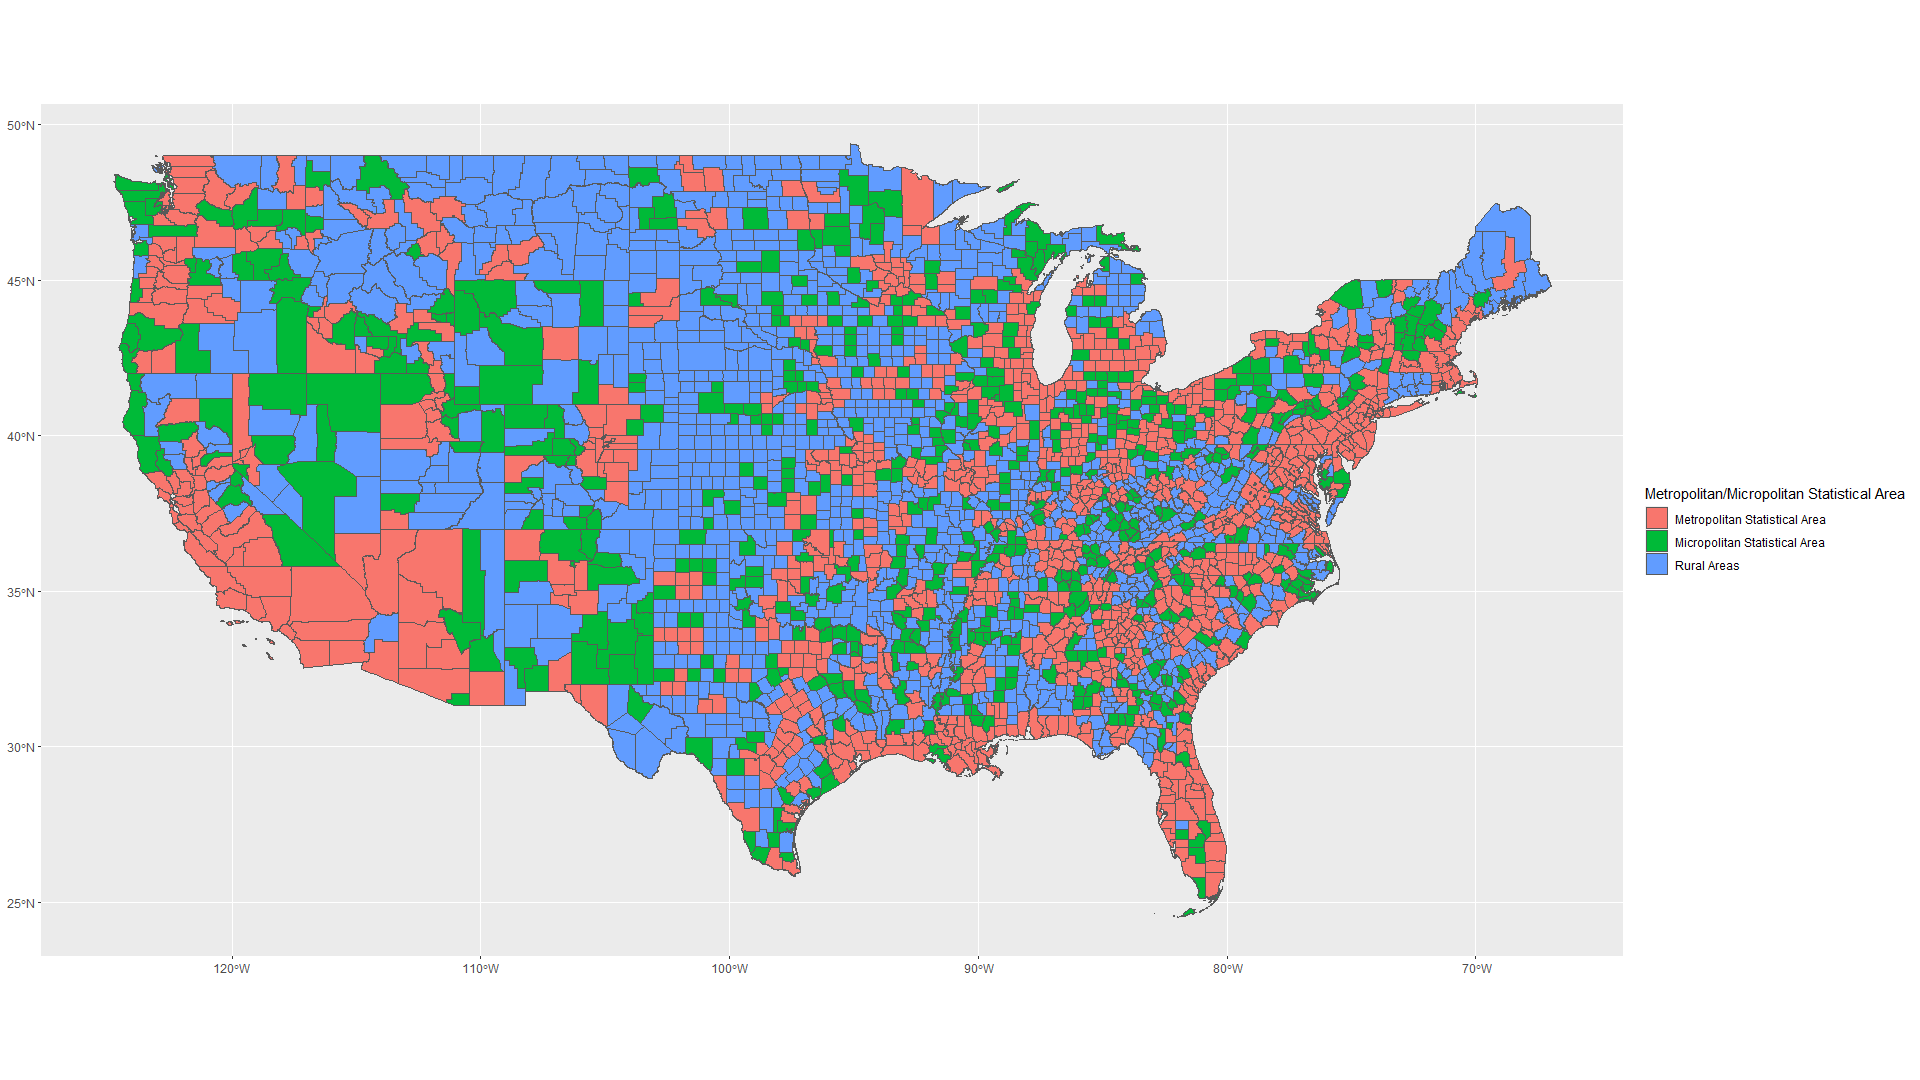 50°N
45°N
40°N
35°N
30°N
25°N
120°W 110°W 100°W 90°W 80°W 70°W
Metropolitan/Micropolitan Statistical Area
Metropolitan Statistical Area
Micropolitan Statistical Area
Rural Areas